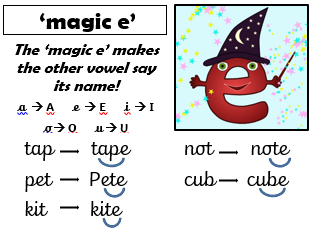 'magic e'
The 'magic e' makes
the other vowel say
its name!
a → A e → E i → I
o → O u → U
tap — tape
pet — Pete
kit — kite
not — note
cub — cube
e